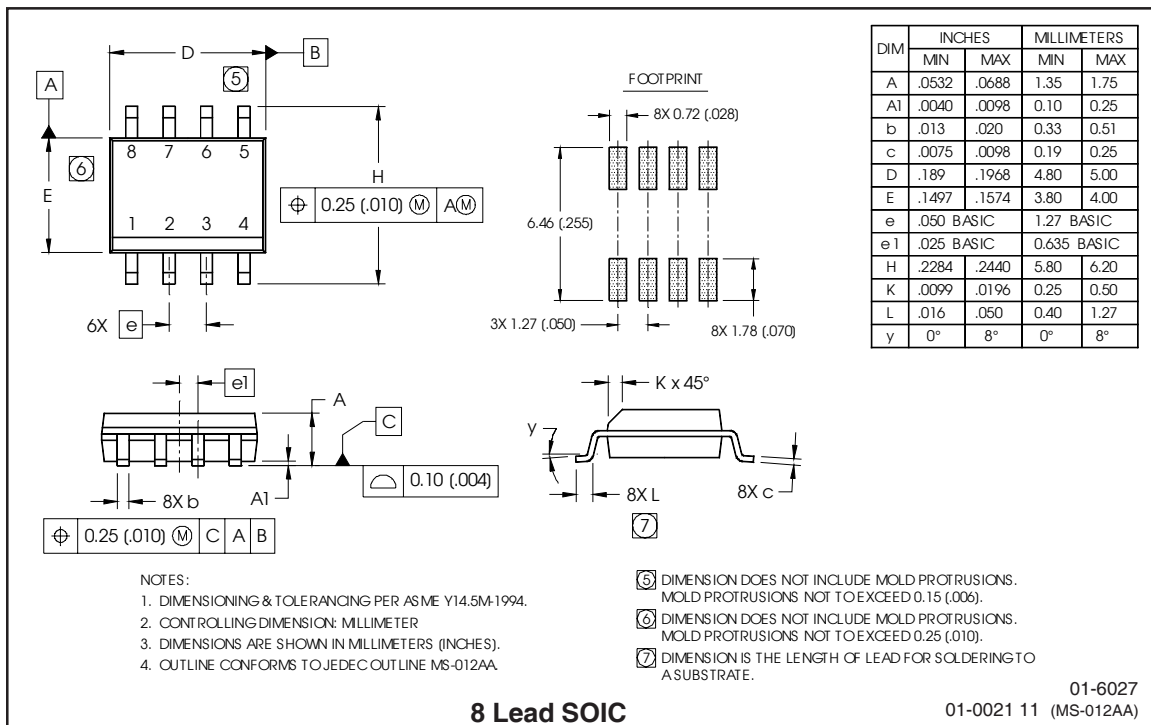 D
B
5
A
8 7 6 5
6
E
H
⌖ 0.25 (.010) Ⓜ AⓂ
1 2 3 4
6X e
FOOTPRINT
8X 0.72 (.028)
6.46 (.255)
3X 1.27 (.050)
8X 1.78 (.070)
DIM INCHES MILLIMETERS
MIN MAX MIN MAX
A .0532 .0688 1.35 1.75
A1 .0040 .0098 0.10 0.25
b .013 .020 0.33 0.51
c .0075 .0098 0.19 0.25
D .189 .1968 4.80 5.00
E .1497 .1574 3.80 4.00
e .050 BASIC 1.27 BASIC
e1 .025 BASIC 0.635 BASIC
H .2284 .2440 5.80 6.20
K .0099 .0196 0.25 0.50
L .016 .050 0.40 1.27
y 0° 8° 0° 8°
e1
A
C
⌓ 0.10 (.004)
8X b
A1
⌖ 0.25 (.010) Ⓜ C A B
K x 45°
y
8X L
8X c
7
NOTES:
1. DIMENSIONING & TOLERANCING PER ASME Y14.5M-1994.
2. CONTROLLING DIMENSION: MILLIMETER
3. DIMENSIONS ARE SHOWN IN MILLIMETERS (INCHES).
4. OUTLINE CONFORMS TO JEDEC OUTLINE MS-012AA.
5 DIMENSION DOES NOT INCLUDE MOLD PROTRUSIONS.
MOLD PROTRUSIONS NOT TO EXCEED 0.15 (.006).
6 DIMENSION DOES NOT INCLUDE MOLD PROTRUSIONS.
MOLD PROTRUSIONS NOT TO EXCEED 0.25 (.010).
7 DIMENSION IS THE LENGTH OF LEAD FOR SOLDERING TO
A SUBSTRATE.
8 Lead SOIC
01-6027
01-0021 11 (MS-012AA)